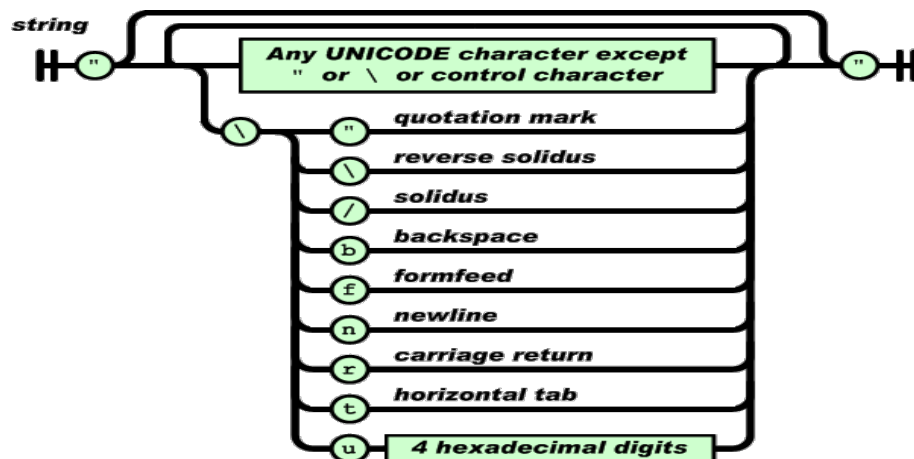 string
" Any UNICODE character except "
" or \ or control character
\ " quotation mark
\ reverse solidus
/ solidus
b backspace
f formfeed
n newline
r carriage return
t horizontal tab
u 4 hexadecimal digits